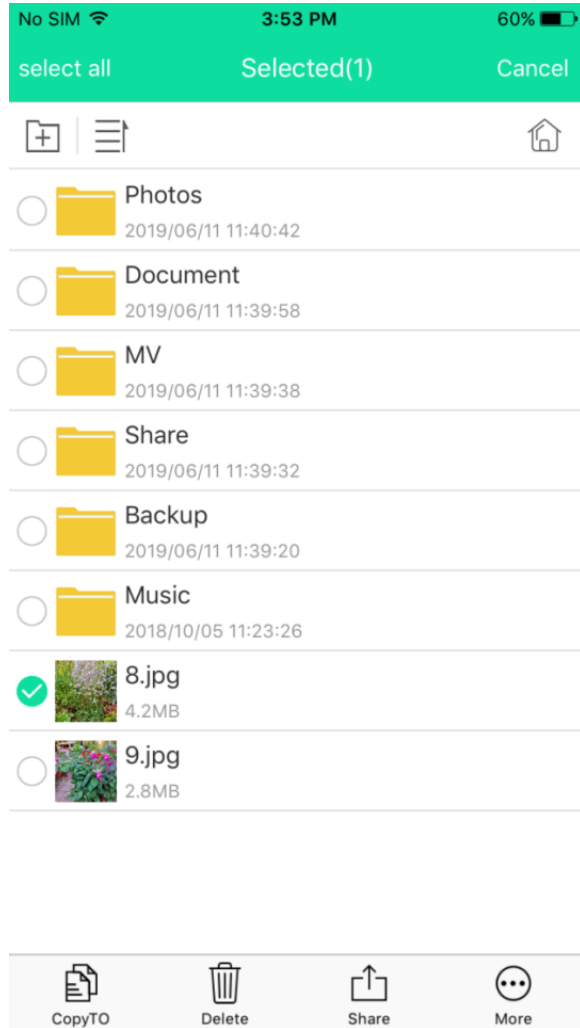 No SIM 3:53 PM 60%
select all Selected(1) Cancel
Photos
2019/06/11 11:40:42
Document
2019/06/11 11:39:58
MV
2019/06/11 11:39:38
Share
2019/06/11 11:39:32
Backup
2019/06/11 11:39:20
Music
2018/10/05 11:23:26
8.jpg
4.2MB
9.jpg
2.8MB
CopyTO Delete Share More